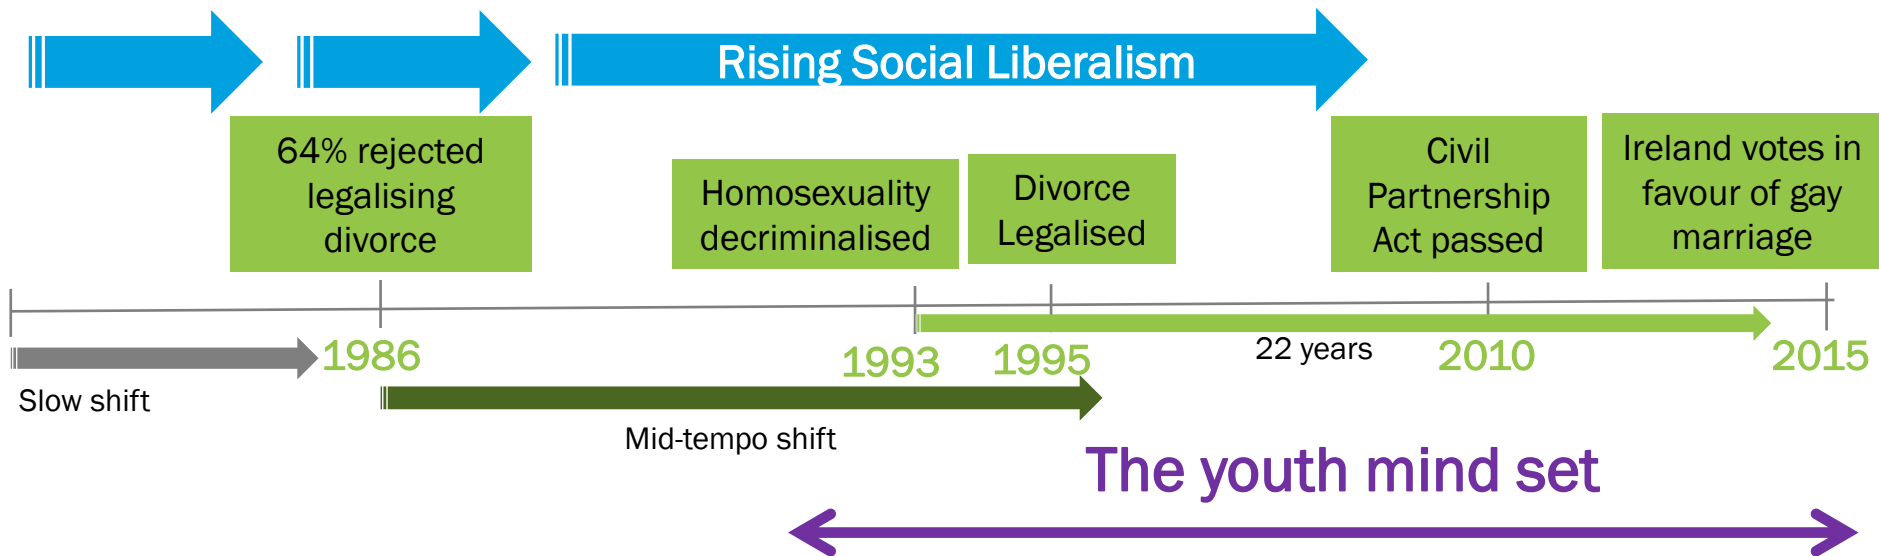 Rising Social Liberalism
64% rejected
legalising
divorce
Homosexuality
decriminalised
Divorce
Legalised
Civil
Partnership
Act passed
Ireland votes in
favour of gay
marriage
1986
1993
1995
22 years
2010
2015
Slow shift
Mid-tempo shift
The youth mind set